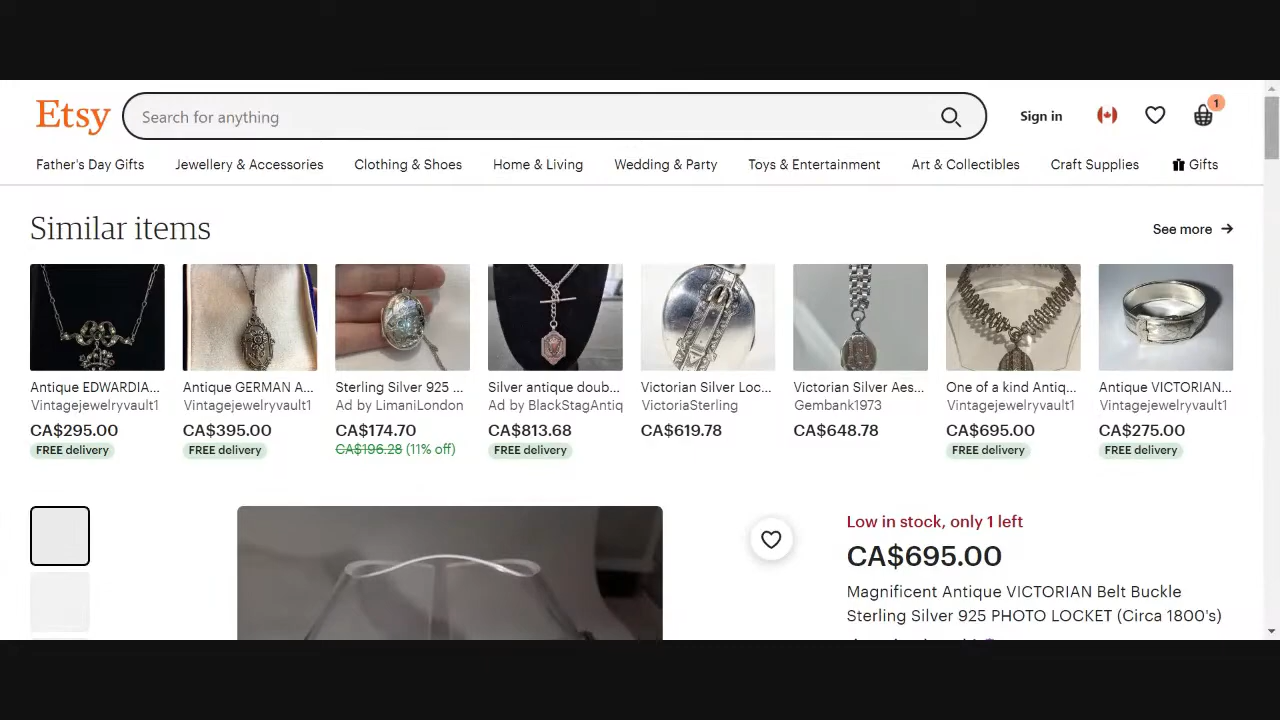 Etsy
Search for anything
Sign in
1
Father's Day Gifts Jewellery & Accessories Clothing & Shoes Home & Living Wedding & Party Toys & Entertainment Art & Collectibles Craft Supplies Gifts
Similar items
See more →
Antique EDWARDIA... Antique GERMAN A... Sterling Silver 925 ... Silver antique doub... Victorian Silver Loc... Victorian Silver Aes... One of a kind Antiq... Antique VICTORIAN...
Vintagejewelryvault1 Vintagejewelryvault1 Ad by LimaniLondon Ad by BlackStagAntiq VictoriaSterling Gembank1973 Vintagejewelryvault1 Vintagejewelryvault1
CA$295.00 CA$395.00 CA$174.70 CA$813.68 CA$619.78 CA$648.78 CA$695.00 CA$275.00
FREE delivery FREE delivery CA$196.28 (11% off) FREE delivery FREE delivery FREE delivery
Low in stock, only 1 left
CA$695.00
Magnificent Antique VICTORIAN Belt Buckle
Sterling Silver 925 PHOTO LOCKET (Circa 1800's)